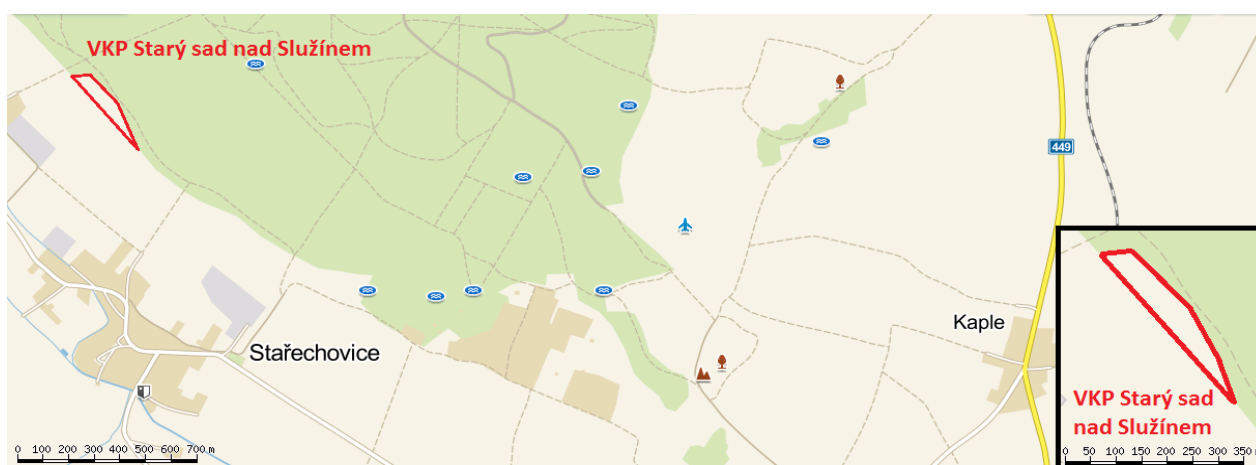 VKP Starý sad nad Služínem
449
Kaple
Stařechovice
VKP Starý sad
nad Služínem
0 100 200 300 400 500 600 700 m
0 50 100 150 200 250 300 350